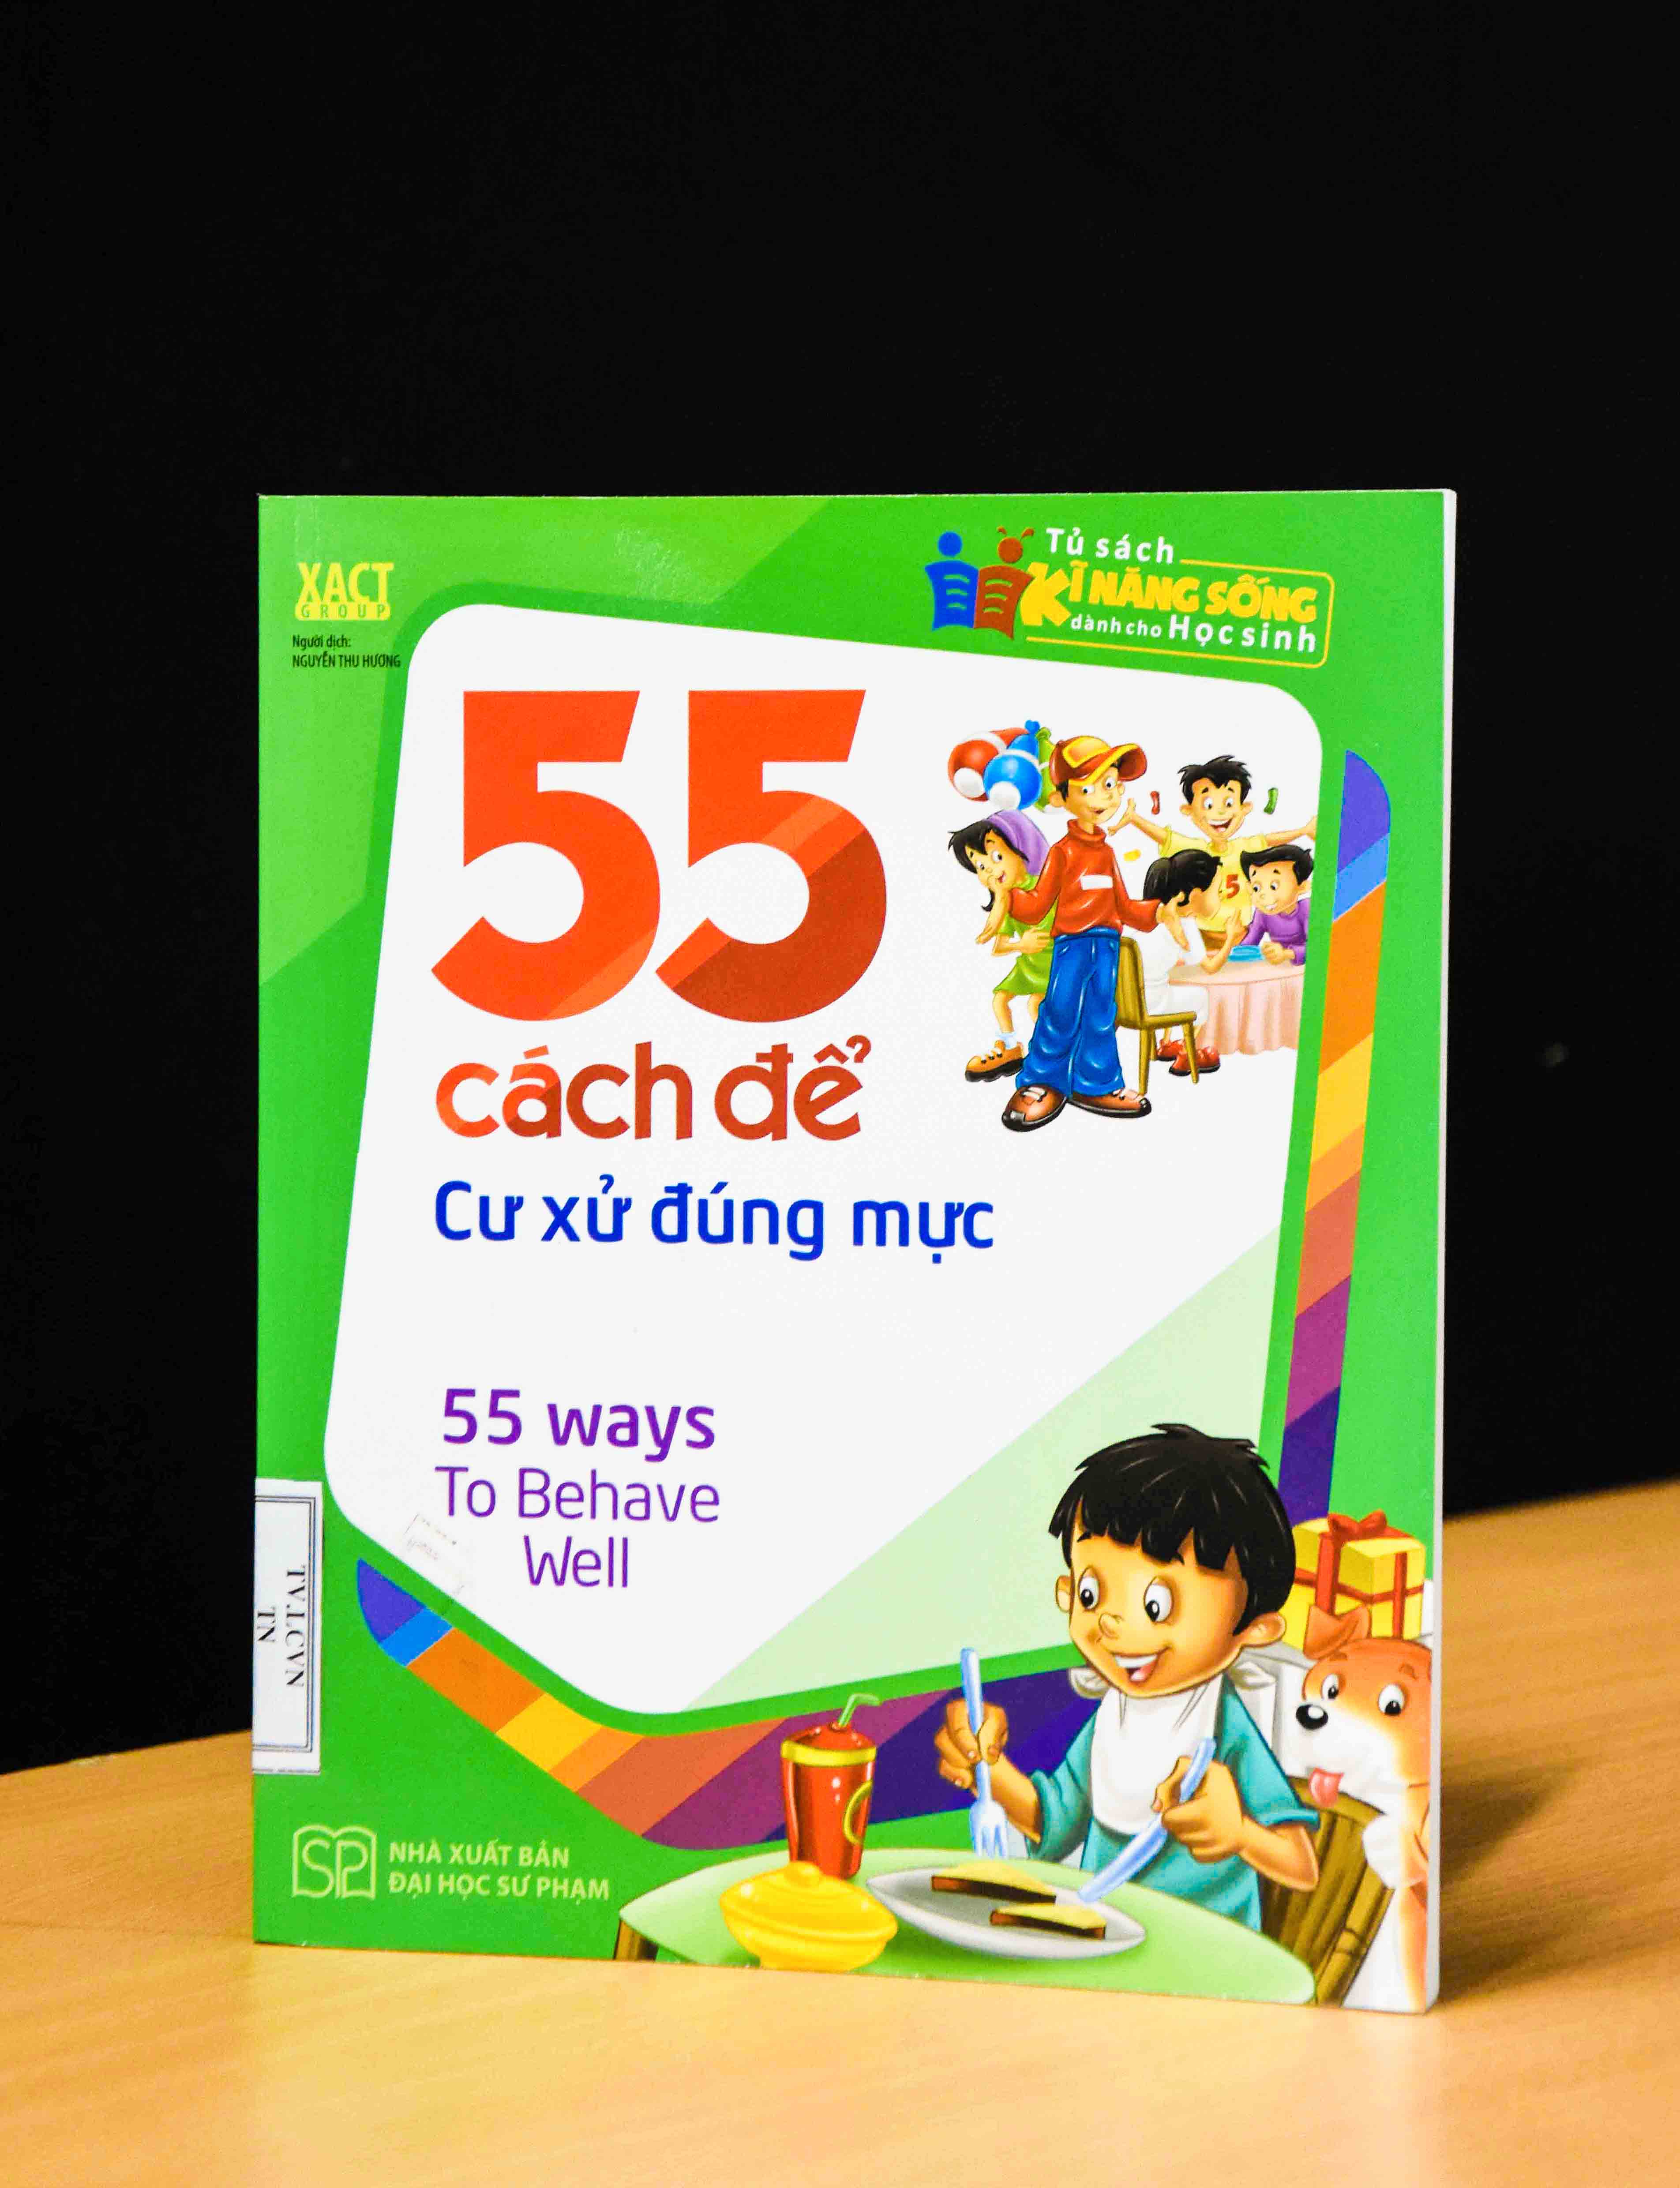 XACT
GROUP
Người dịch:
NGUYỄN THU HƯƠNG
Tủ sách
KĨ NĂNG SỐNG
dành cho Học sinh
55
cách để
Cư xử đúng mực
5
55 ways
To Behave
Well
TV.LCVN
TN
SP
NHÀ XUẤT BẢN
ĐẠI HỌC SƯ PHẠM